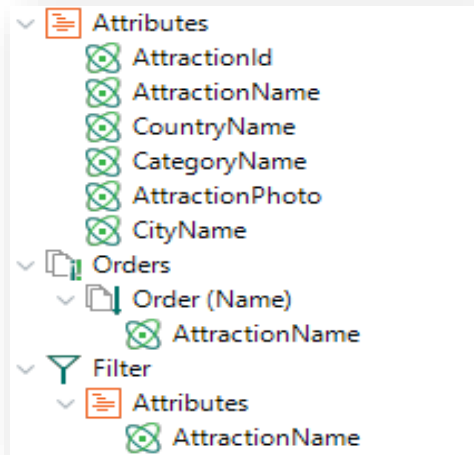 Attributes
AttractionId
AttractionName
CountryName
CategoryName
AttractionPhoto
CityName
Orders
Order (Name)
AttractionName
Filter
Attributes
AttractionName